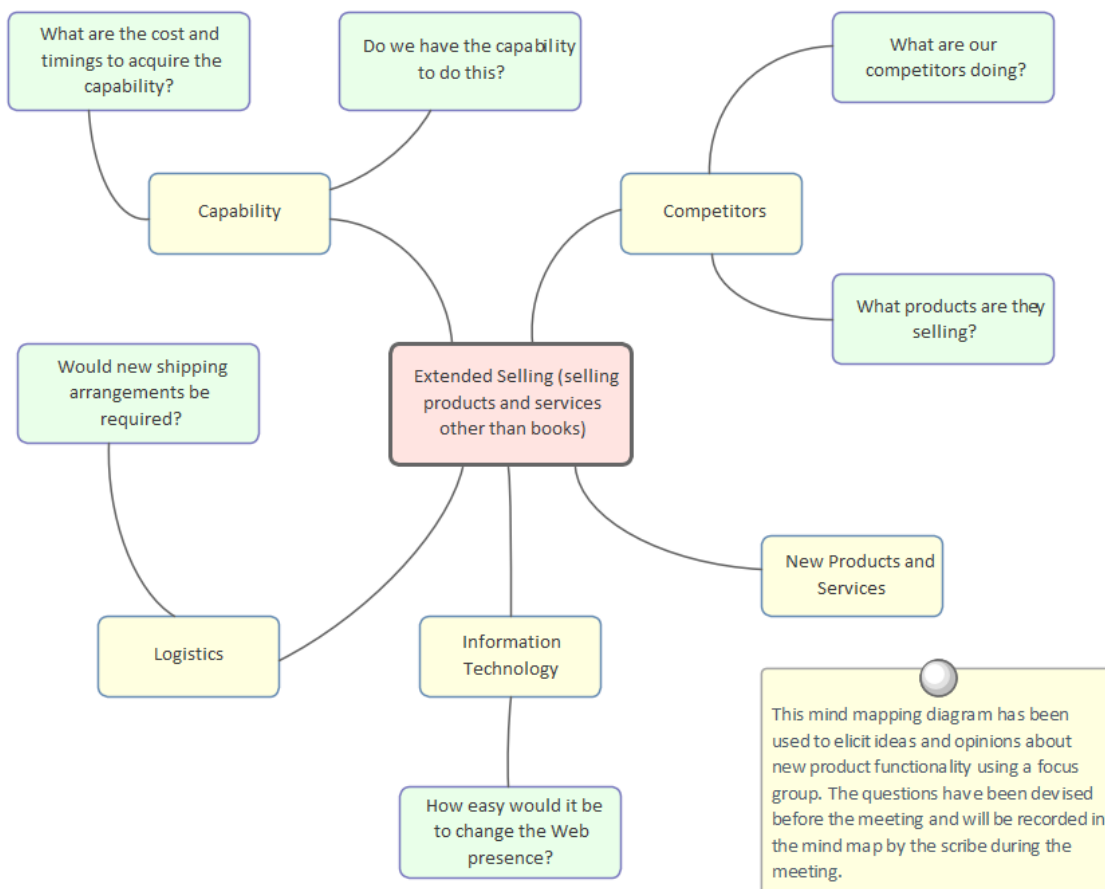 What are the cost and
timings to acquire the
capability?
Do we have the capability
to do this?
What are our
competitors doing?
Capability
Competitors
What products are they
selling?
Would new shipping
arrangements be
required?
Extended Selling (selling
products and services
other than books)
New Products and
Services
Logistics
Information
Technology
This mind mapping diagram has been
used to elicit ideas and opinions about
new product functionality using a focus
group. The questions have been devised
before the meeting and will be recorded in
the mind map by the scribe during the
meeting.
How easy would it be
to change the Web
presence?